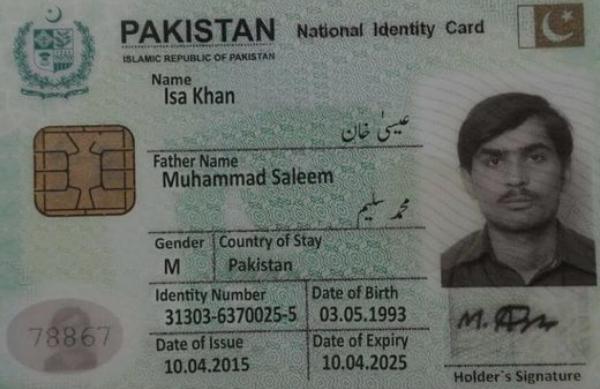 PAKISTAN National Identity Card
ISLAMIC REPUBLIC OF PAKISTAN
Name
Isa Khan
عیسیٰ خان
Father Name
Muhammad Saleem
محمد سلیم
Gender Country of Stay
M Pakistan
Identity Number Date of Birth
31303-6370025-5 03.05.1993
Date of Issue Date of Expiry
10.04.2015 10.04.2025
78867
Holder's Signature